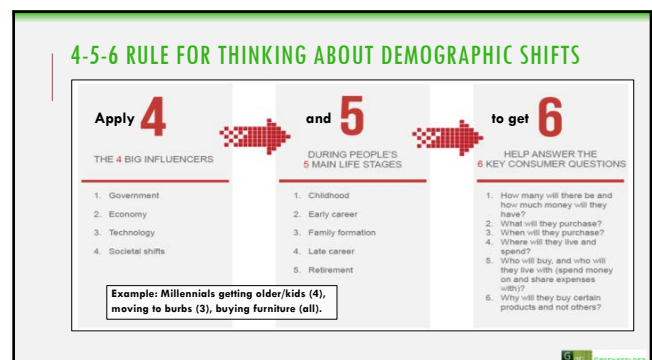 4-5-6 RULE FOR THINKING ABOUT DEMOGRAPHIC SHIFTS
Apply 4
THE 4 BIG INFLUENCERS
1. Government
2. Economy
3. Technology
4. Societal shifts
and 5
DURING PEOPLE'S
5 MAIN LIFE STAGES
1. Childhood
2. Early career
3. Family formation
4. Late career
5. Retirement
to get 6
HELP ANSWER THE
6 KEY CONSUMER QUESTIONS
1. How many will there be and
how much money will they
have?
2. What will they purchase?
3. When will they purchase?
4. Where will they live and
spend?
5. Who will buy, and who will
they live with (spend money
on and share expenses
with)?
6. Why will they buy certain
products and not others?
Example: Millennials getting older/kids (4),
moving to burbs (3), buying furniture (all).